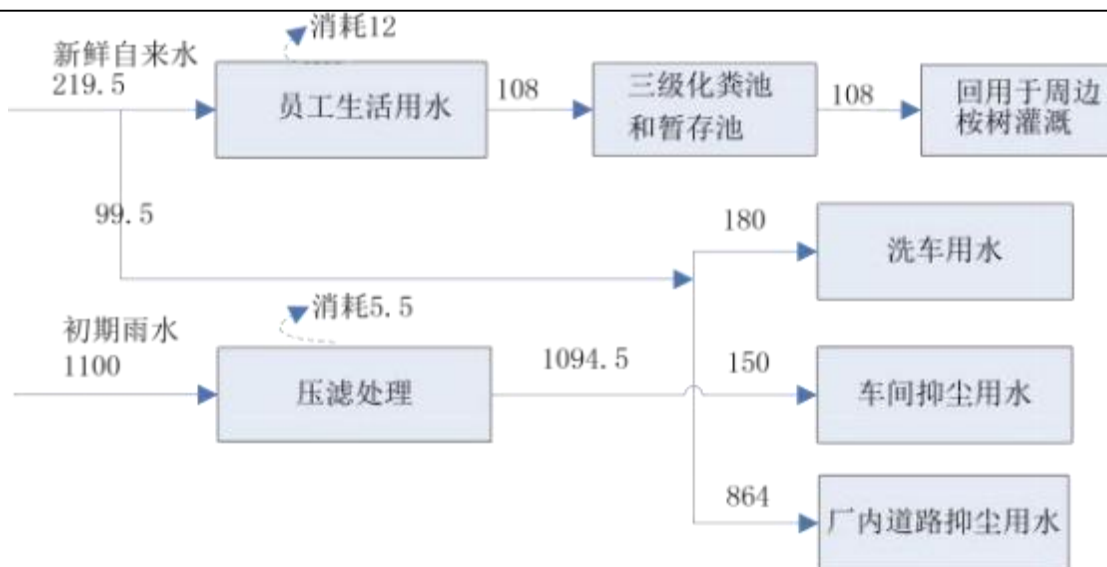 消耗12
新鲜自来水
219.5
员工生活用水
108
三级化粪池
和暂存池
108
回用于周边
桉树灌溉
99.5
180
洗车用水
消耗5.5
初期雨水
1100
压滤处理
1094.5
150
车间抑尘用水
864
厂内道路抑尘用水